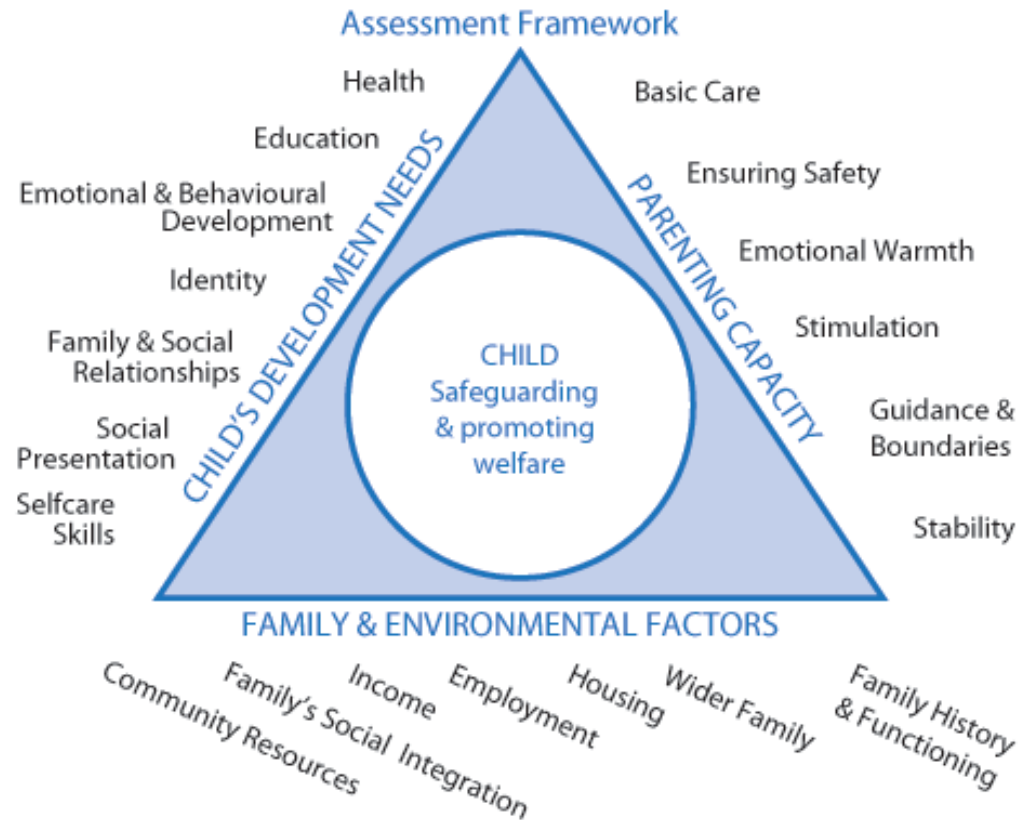 Assessment Framework
Health
Education
Emotional & Behavioural
Development
Identity
Family & Social
Relationships
Social
Presentation
Selfcare
Skills
CHILD'S DEVELOPMENT NEEDS
CHILD
Safeguarding
& promoting
welfare
PARENTING CAPACITY
Basic Care
Ensuring Safety
Emotional Warmth
Stimulation
Guidance &
Boundaries
Stability
FAMILY & ENVIRONMENTAL FACTORS
Community Resources
Family's Social Integration
Income
Employment
Housing
Wider Family
Family History
& Functioning